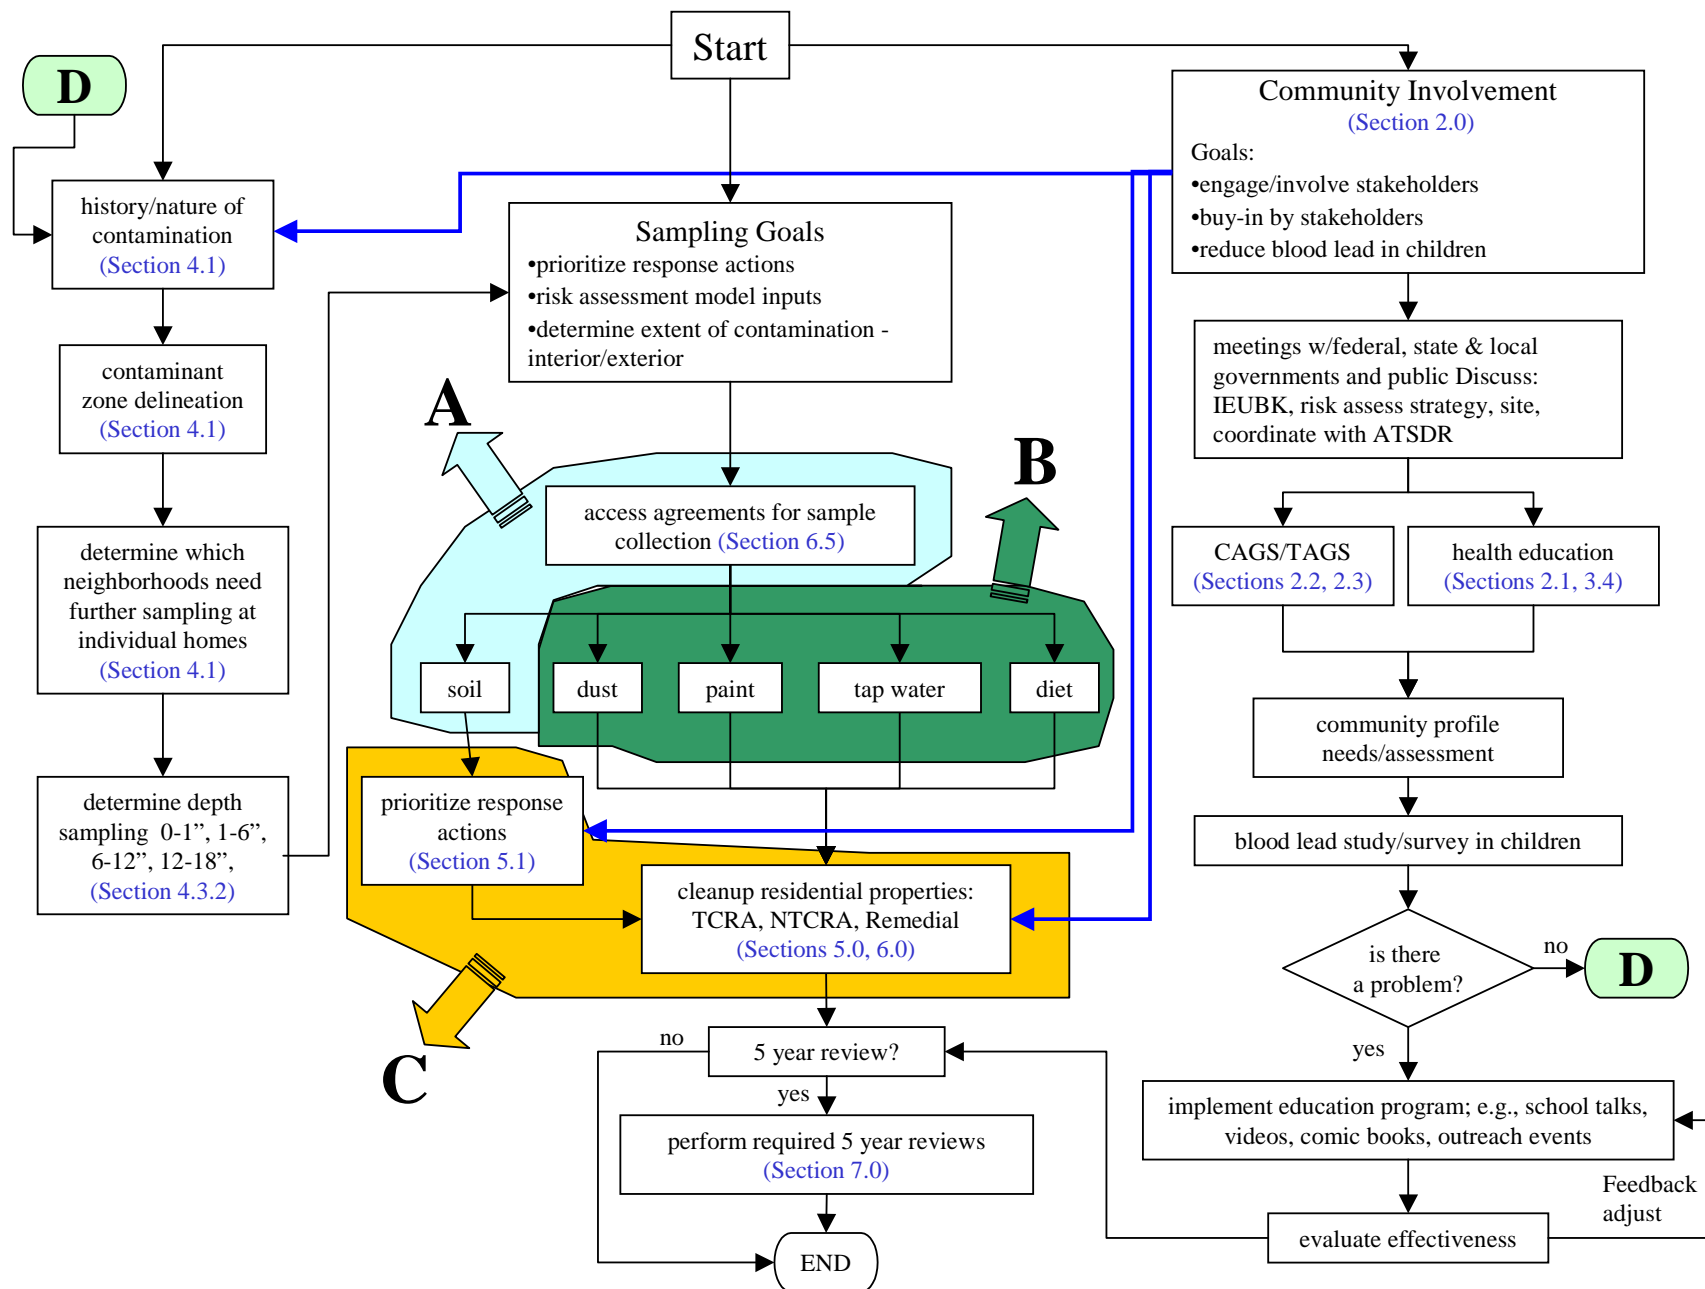 Start
D
Community Involvement
(Section 2.0)
Goals:
•engage/involve stakeholders
•buy-in by stakeholders
•reduce blood lead in children
history/nature of
contamination
(Section 4.1)
Sampling Goals
•prioritize response actions
•risk assessment model inputs
•determine extent of contamination -
interior/exterior
contaminant
zone delineation
(Section 4.1)
meetings w/federal, state & local
governments and public Discuss:
IEUBK, risk assess strategy, site,
coordinate with ATSDR
A
B
access agreements for sample
collection (Section 6.5)
determine which
neighborhoods need
further sampling at
individual homes
(Section 4.1)
CAGS/TAGS
(Sections 2.2, 2.3)
health education
(Sections 2.1, 3.4)
soil
dust
paint
tap water
diet
community profile
needs/assessment
determine depth
sampling 0-1”, 1-6”,
6-12”, 12-18”,
(Section 4.3.2)
prioritize response
actions
(Section 5.1)
blood lead study/survey in children
cleanup residential properties:
TCRA, NTCRA, Remedial
(Sections 5.0, 6.0)
is there
a problem?
no
D
yes
C
no
5 year review?
yes
implement education program; e.g., school talks,
videos, comic books, outreach events
perform required 5 year reviews
(Section 7.0)
Feedback
adjust
evaluate effectiveness
END